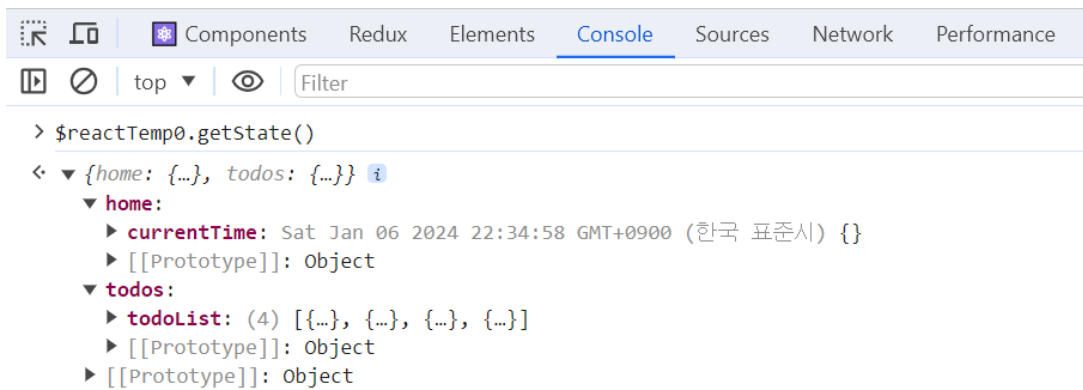 Components Redux Elements Console Sources Network Performance
top ▼ Filter
> $reactTemp0.getState()
<· ▼ {home: {…}, todos: {…}} i
▼ home:
▶ currentTime: Sat Jan 06 2024 22:34:58 GMT+0900 (한국 표준시) {}
▶ [[Prototype]]: Object
▼ todos:
▶ todoList: (4) [{…}, {…}, {…}, {…}]
▶ [[Prototype]]: Object
▶ [[Prototype]]: Object